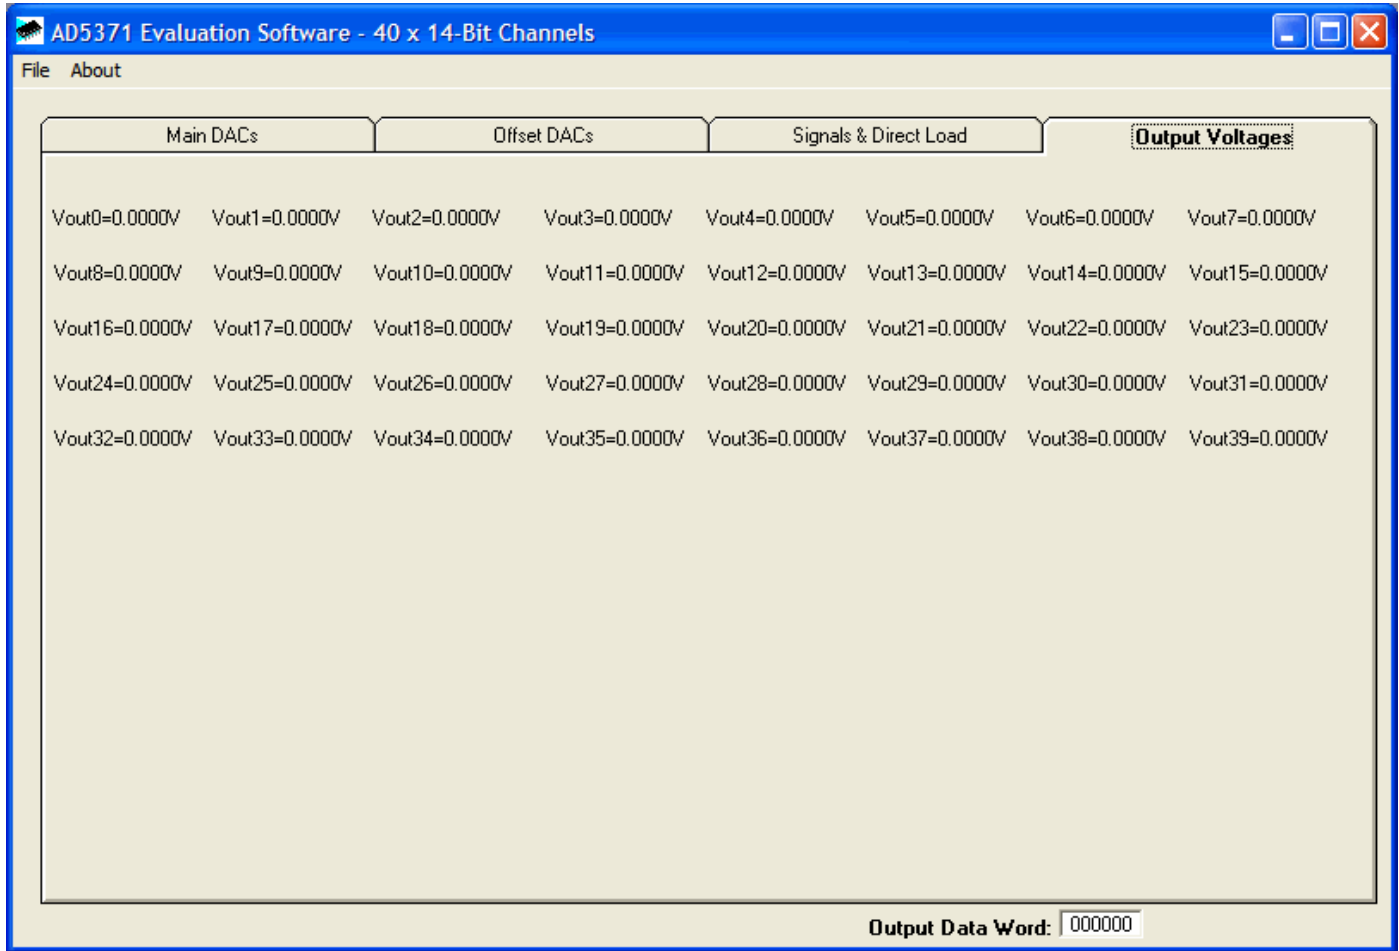 AD5371 Evaluation Software - 40 x 14-Bit Channels
File About
Main DACs Offset DACs Signals & Direct Load Output Voltages
Vout0=0.0000V Vout1=0.0000V Vout2=0.0000V Vout3=0.0000V Vout4=0.0000V Vout5=0.0000V Vout6=0.0000V Vout7=0.0000V
Vout8=0.0000V Vout9=0.0000V Vout10=0.0000V Vout11=0.0000V Vout12=0.0000V Vout13=0.0000V Vout14=0.0000V Vout15=0.0000V
Vout16=0.0000V Vout17=0.0000V Vout18=0.0000V Vout19=0.0000V Vout20=0.0000V Vout21=0.0000V Vout22=0.0000V Vout23=0.0000V
Vout24=0.0000V Vout25=0.0000V Vout26=0.0000V Vout27=0.0000V Vout28=0.0000V Vout29=0.0000V Vout30=0.0000V Vout31=0.0000V
Vout32=0.0000V Vout33=0.0000V Vout34=0.0000V Vout35=0.0000V Vout36=0.0000V Vout37=0.0000V Vout38=0.0000V Vout39=0.0000V
Output Data Word: 000000